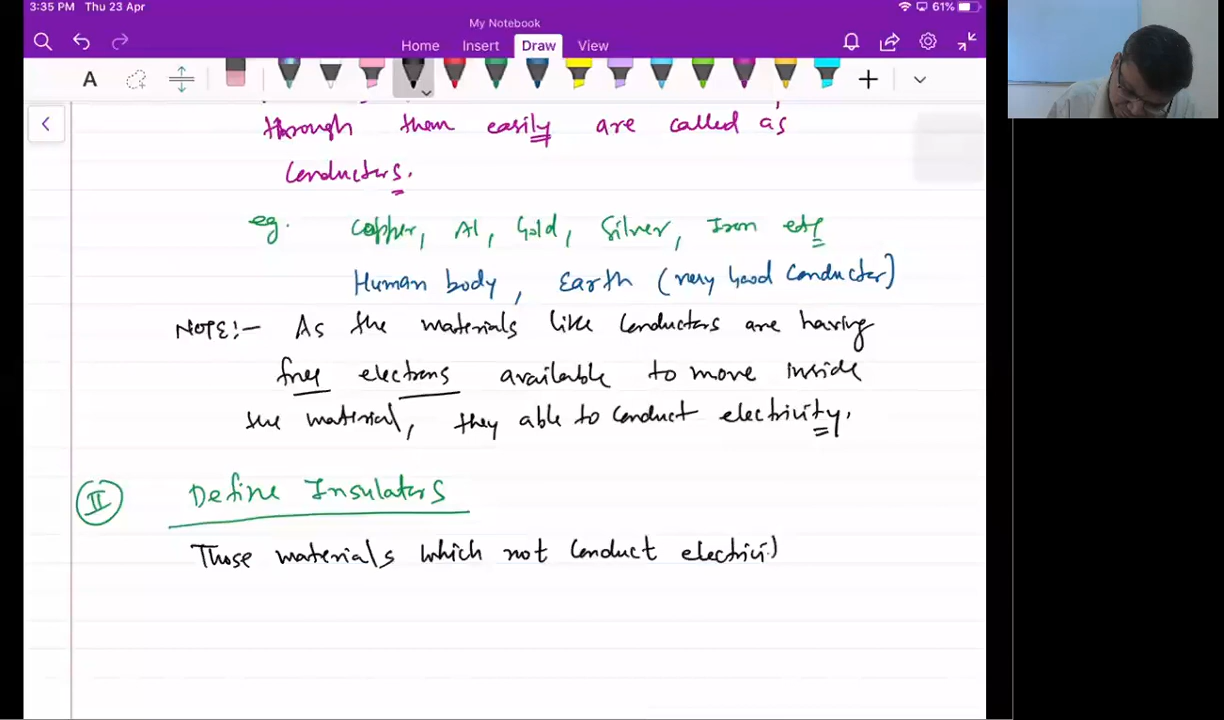 3:35 PM Thu 23 Apr
61%
My Notebook
Home Insert Draw View
A
through them easily are called as
Conductors.
eg. Copper, Al, Gold, Silver, Iron etc
Human body, Earth (very Good Conductor)
NOTE:- As the materials like Conductors are having
free electrons available to move inside
the material, they able to conduct electricity.
II Define Insulators
Those materials which not Conduct electrici